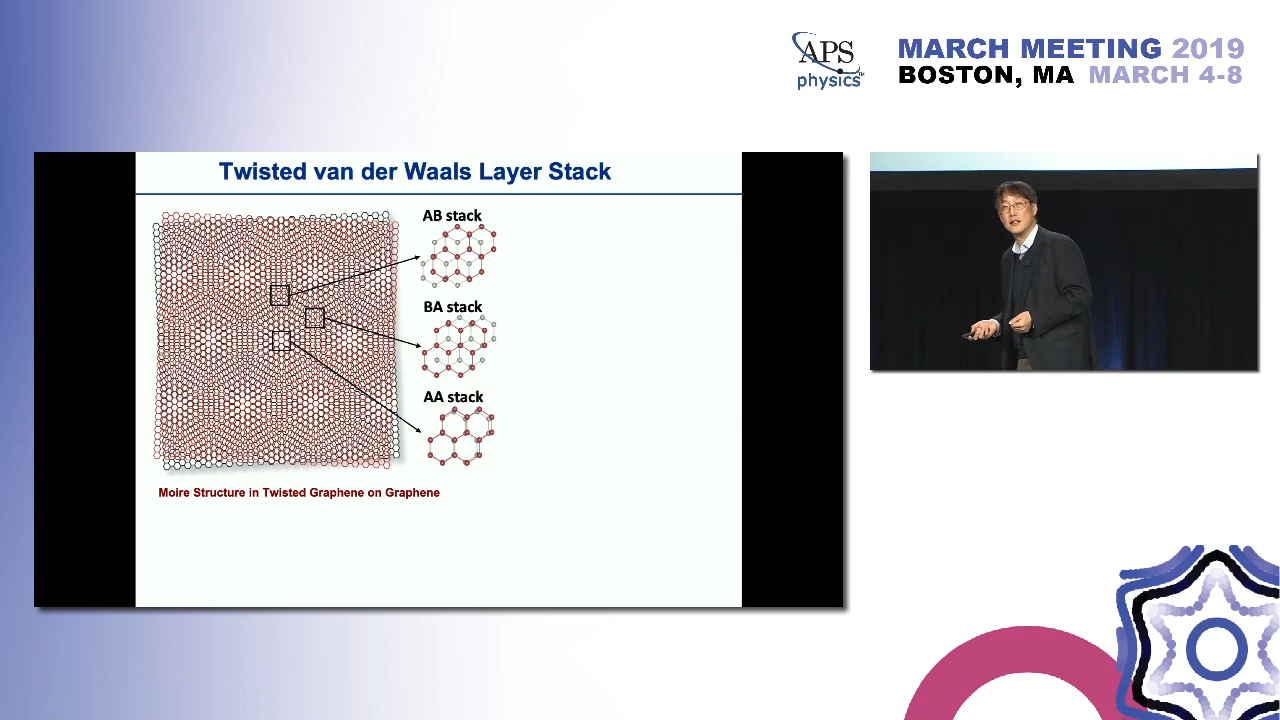 APS
physics™
MARCH MEETING 2019
BOSTON, MA MARCH 4-8
Twisted van der Waals Layer Stack
AB stack
BA stack
AA stack
Moire Structure in Twisted Graphene on Graphene